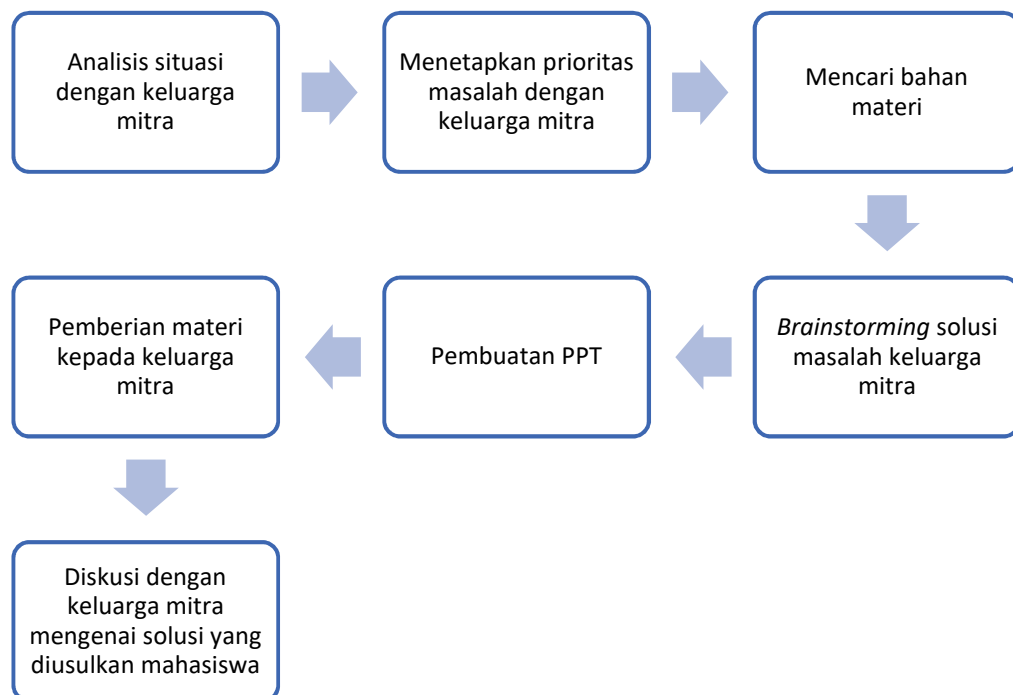 Analisis situasi
dengan keluarga
mitra
Menetapkan prioritas
masalah dengan
keluarga mitra
Mencari bahan
materi
Brainstorming solusi
masalah keluarga
mitra
Pembuatan PPT
Pemberian materi
kepada keluarga
mitra
Diskusi dengan
keluarga mitra
mengenai solusi yang
diusulkan mahasiswa